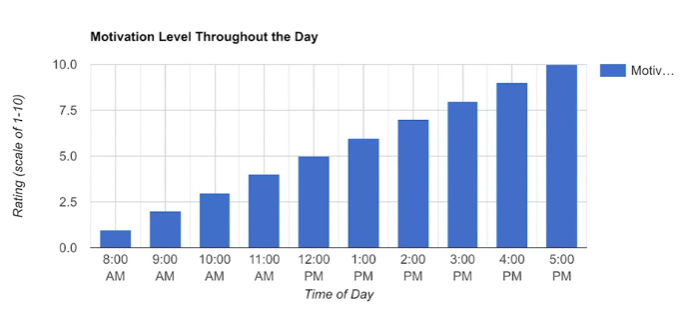 Motivation Level Throughout the Day
Rating (scale of 1-10)
10.0
7.5
5.0
2.5
0.0
8:00 AM
9:00 AM
10:00 AM
11:00 AM
12:00 PM
1:00 PM
2:00 PM
3:00 PM
4:00 PM
5:00 PM
Time of Day
Motiv...